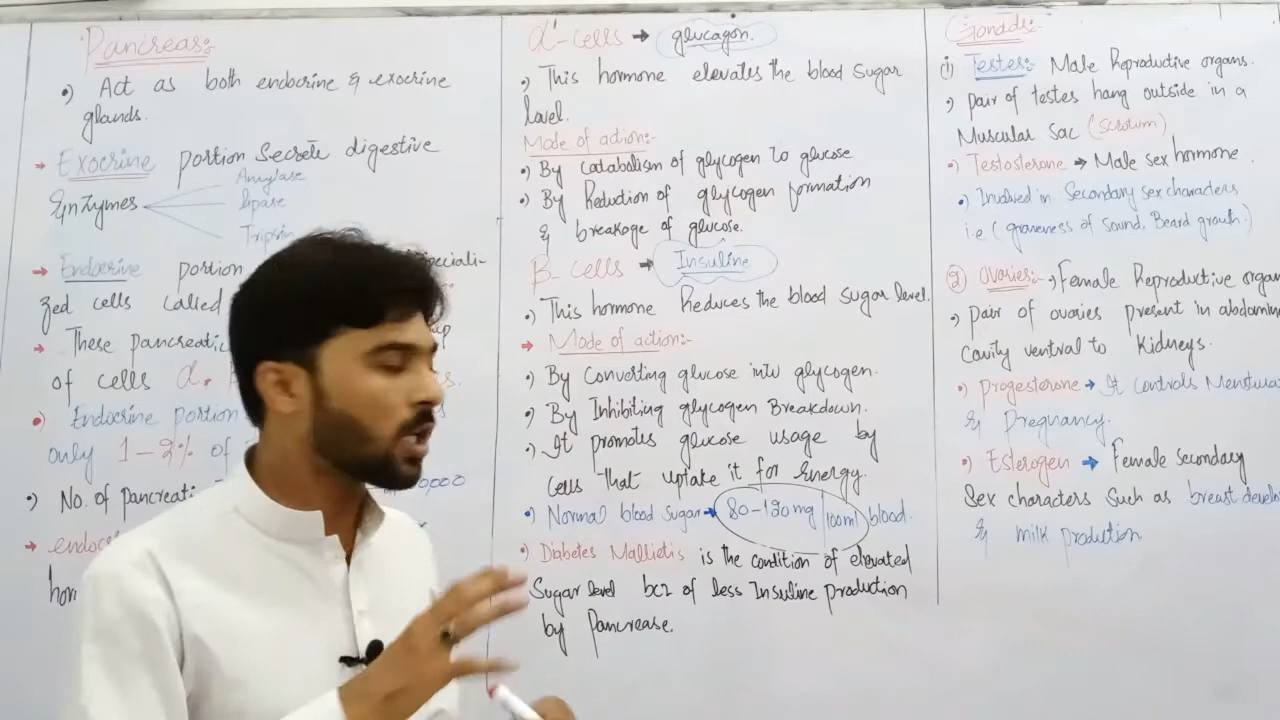 Pancreas:-
•) Act as both endocrine & exocrine
glands.
→ Exocrine portion Secrete digestive
Enzymes
Amylase
lipase
Tripsin
→ Endocrine portion speciali-
zed cells called
→ These pancreatic
of cells α,
•) Endocrine portion
only 1-2% of
•) No. of pancreati
→ endoc
hor
α-cells → glucagon.
•) This hormone elevates the blood Sugar
level.
Mode of action:-
•) By catabolism of glycogen to glucose
•) By Reduction of glycogen formation
& breakage of glucose.
β-cells → Insuline
•) This hormone Reduces the blood sugar level.
→ Mode of action:-
•) By Converting glucose into glycogen.
•) By Inhibiting glycogen Breakdown.
•) It promotes glucose usage by
cells that uptake it for Energy.
•) Normal blood sugar → 80-120mg/100ml blood.
•) Diabetes Mallietis is the condition of elevated
Sugar level bcz of less Insuline production
by Pancrease.
Gonads:-
(1) Testes:- Male Reproductive organs.
•) pair of testes hang outside in a
Muscular Sac (scrotum)
•) Testosterone → Male sex hormone.
•) Involved in Secondary sex characters
i.e (graveness of sound, Beard growth)
(2) Ovaries:-•) Female Reproductive organ
•) pair of ovaries present in abdomin
Cavity ventral to kidneys.
•) progesterone → It controls Menstrua
& Pregnancy.
•) Esterogen → Female secondary
Sex characters such as breast devel
& milk production